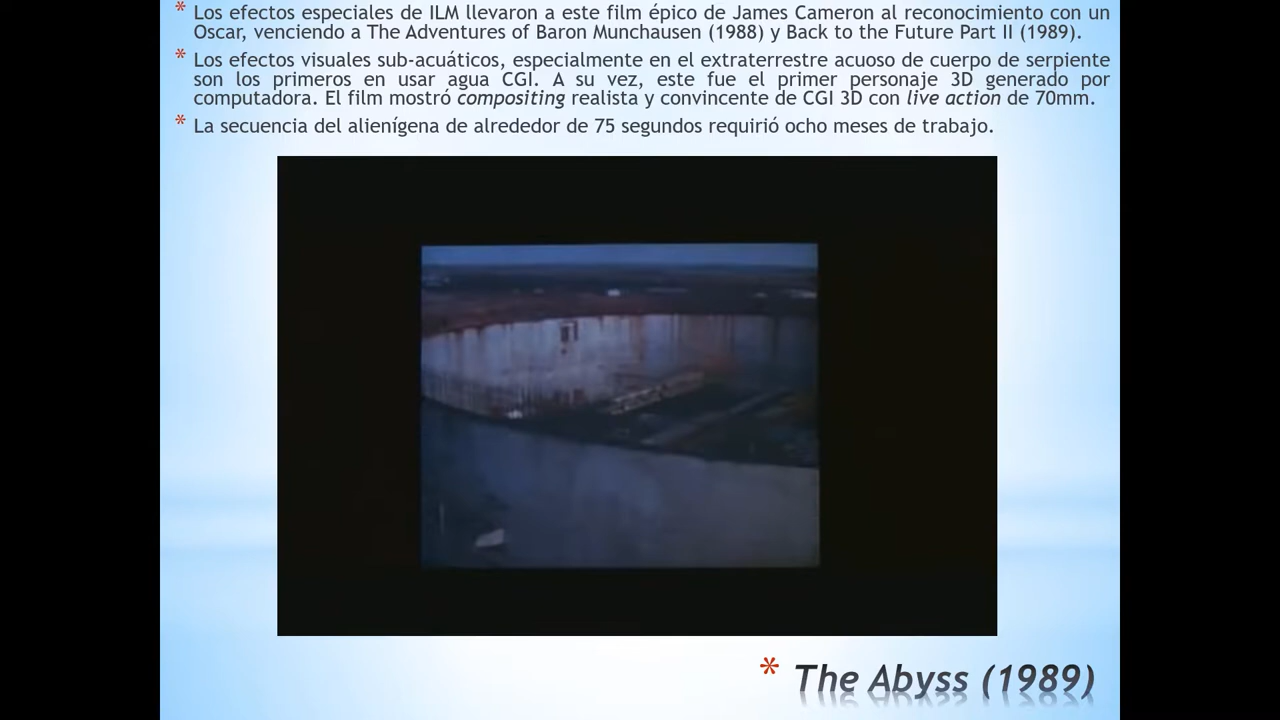 * Los efectos especiales de ILM llevaron a este film épico de James Cameron al reconocimiento con un
Oscar, venciendo a The Adventures of Baron Munchausen (1988) y Back to the Future Part II (1989).
* Los efectos visuales sub-acuáticos, especialmente en el extraterrestre acuoso de cuerpo de serpiente
son los primeros en usar agua CGI. A su vez, este fue el primer personaje 3D generado por
computadora. El film mostró compositing realista y convincente de CGI 3D con live action de 70mm.
* La secuencia del alienígena de alrededor de 75 segundos requirió ocho meses de trabajo.
* The Abyss (1989)